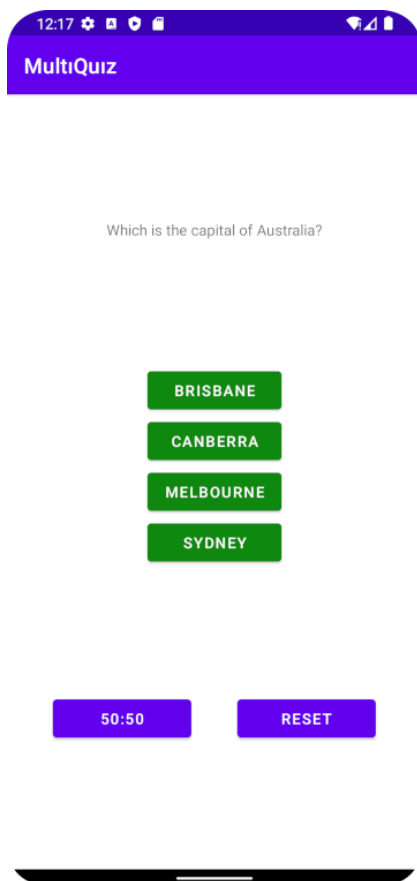 12:17
MultiQuiz
Which is the capital of Australia?
BRISBANE
CANBERRA
MELBOURNE
SYDNEY
50:50 RESET